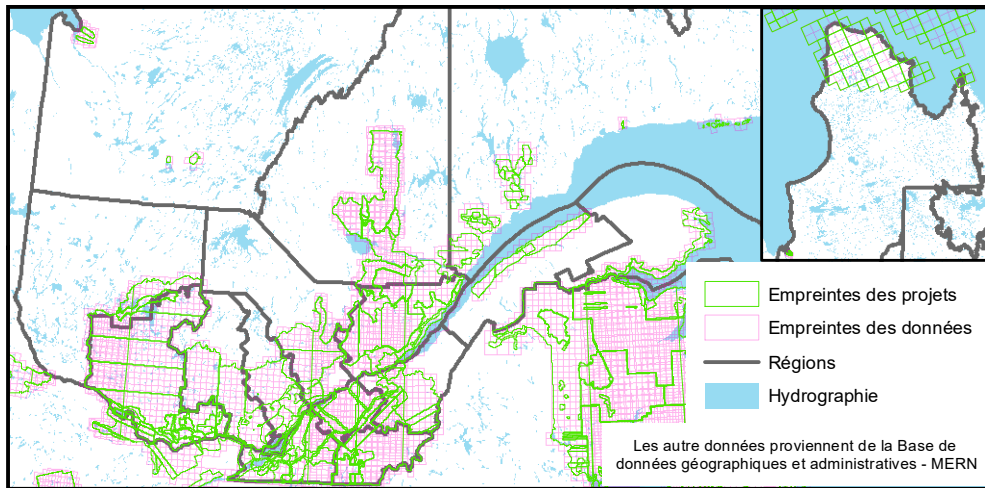 Empreintes des projets
Empreintes des données
Régions
Hydrographie
Les autre données proviennent de la Base de
données géographiques et administratives - MERN